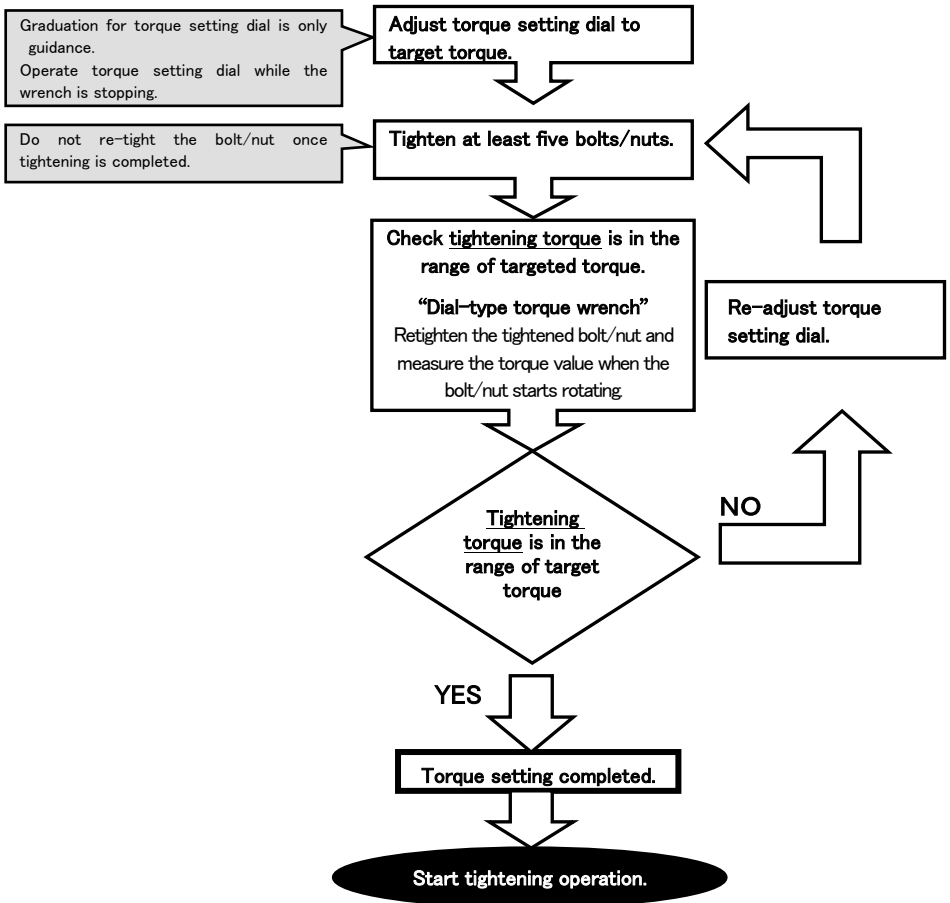 Graduation for torque setting dial is only
guidance.
Operate torque setting dial while the
wrench is stopping.
Adjust torque setting dial to
target torque.
Do not re-tight the bolt/nut once
tightening is completed.
Tighten at least five bolts/nuts.
Check tightening torque is in the
range of targeted torque.
“Dial-type torque wrench”
Retighten the tightened bolt/nut and
measure the torque value when the
bolt/nut starts rotating.
Re-adjust torque
setting dial.
Tightening
torque is in the
range of target
torque
NO
YES
Torque setting completed.
Start tightening operation.